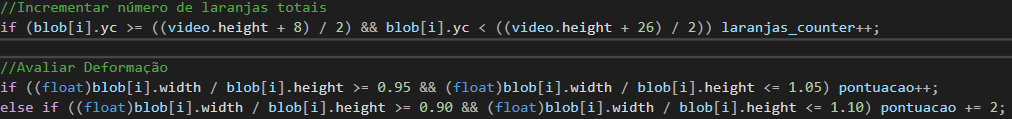 //Incrementar número de laranjas totais
if (blob[i].yc >= ((video.height + 8) / 2) && blob[i].yc < ((video.height + 26) / 2)) laranjas_counter++;
//Avaliar Deformação
if ((float)blob[i].width / blob[i].height >= 0.95 && (float)blob[i].width / blob[i].height <= 1.05) pontuacao++;
else if ((float)blob[i].width / blob[i].height >= 0.90 && (float)blob[i].width / blob[i].height <= 1.10) pontuacao += 2;